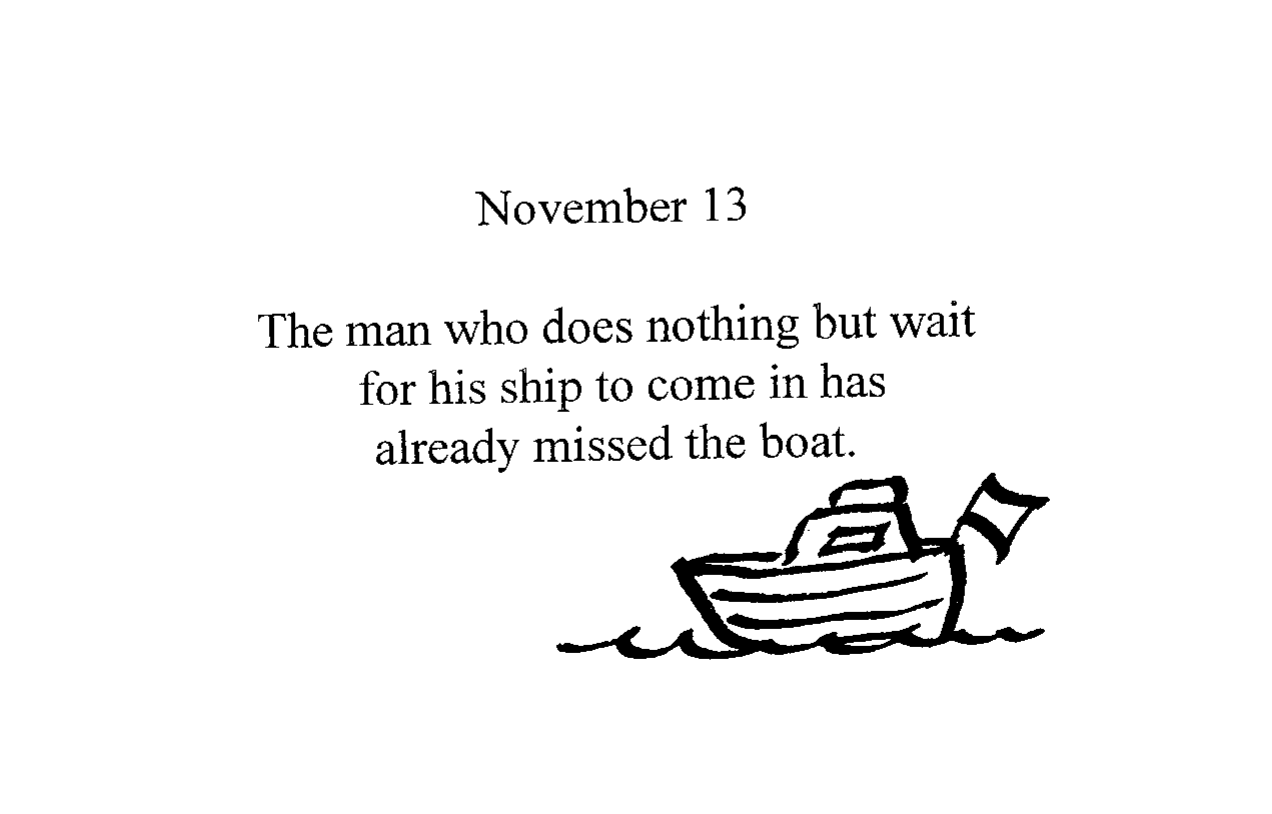 November 13
The man who does nothing but wait
for his ship to come in has
already missed the boat.